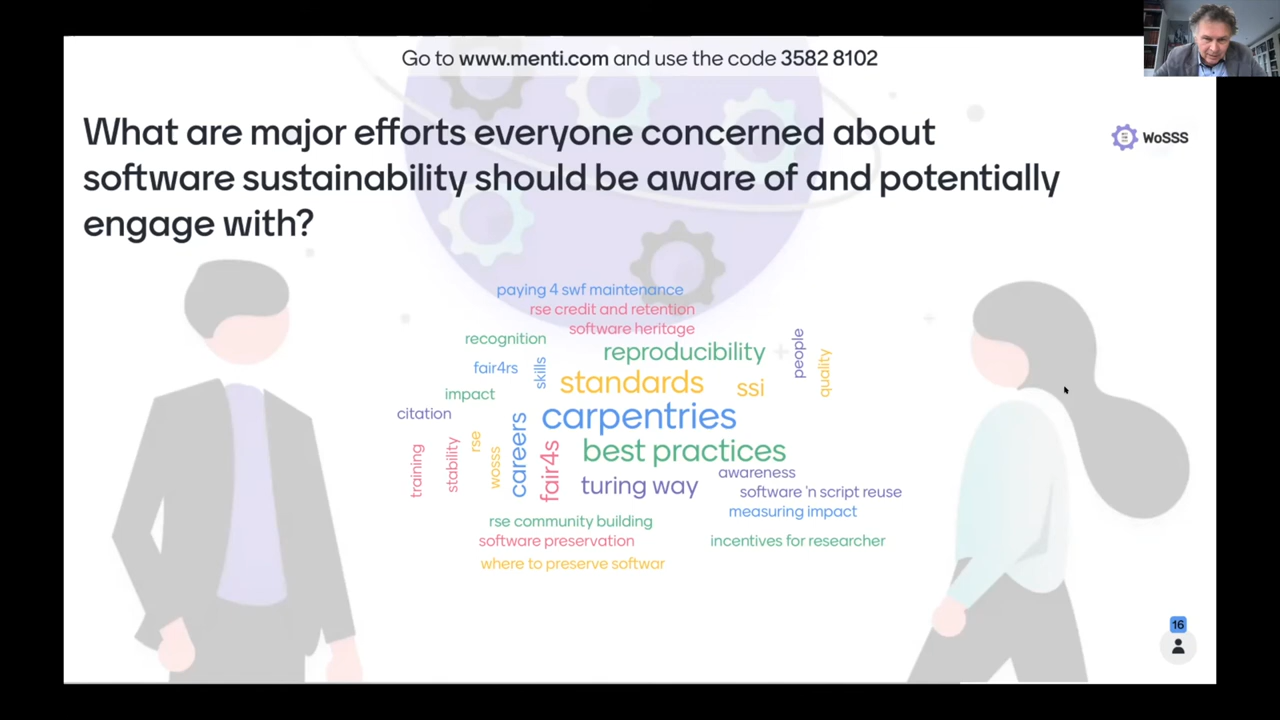 Go to www.menti.com and use the code 3582 8102
What are major efforts everyone concerned about
software sustainability should be aware of and potentially
engage with?
WoSSS
paying 4 swf maintenance
rse credit and retention
software heritage
recognition
reproducibility
people
quality
fair4rs
skills
standards
ssi
impact
citation
carpentries
careers
fair4s
best practices
training
stability
rse
wosss
turing way
awareness
software 'n script reuse
measuring impact
rse community building
software preservation
incentives for researcher
where to preserve softwar
16